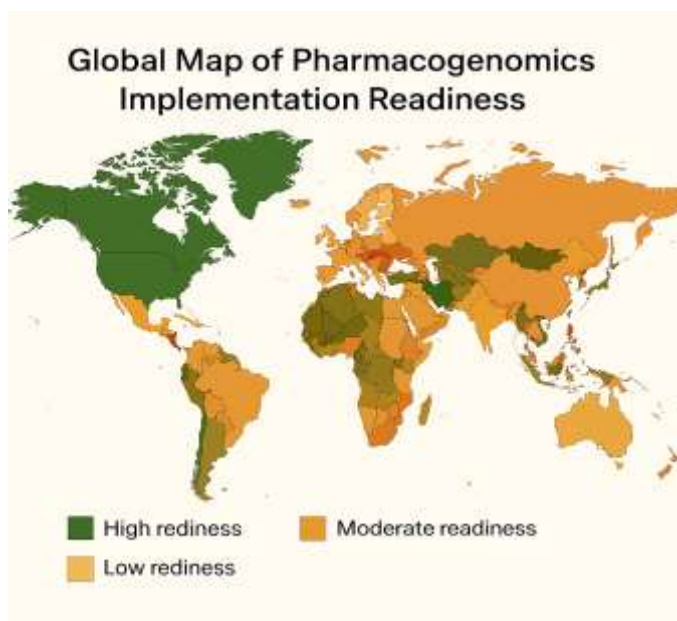 Global Map of Pharmacogenomics
Implementation Readiness
High rediness
Moderate readiness
Low rediness